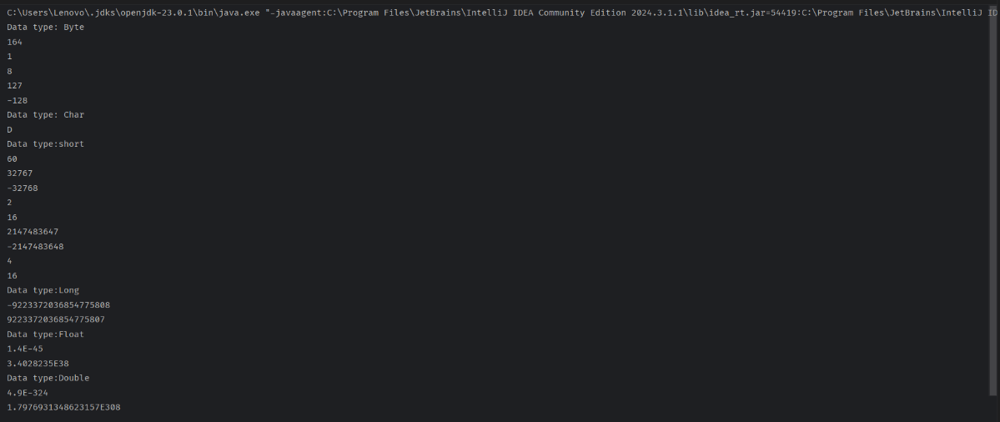 C:\Users\Lenovo\.jdks\openjdk-23.0.1\bin\java.exe "-javaagent:C:\Program Files\JetBrains\IntelliJ IDEA Community Edition 2024.3.1.1\lib\idea_rt.jar=54419:C:\Program Files\JetBrains\IntelliJ ID
Data type: Byte
164
1
8
127
-128
Data type: Char
D
Data type:short
60
32767
-32768
2
16
2147483647
-2147483648
4
16
Data type:Long
-9223372036854775808
9223372036854775807
Data type:Float
1.4E-45
3.4028235E38
Data type:Double
4.9E-324
1.7976931348623157E308